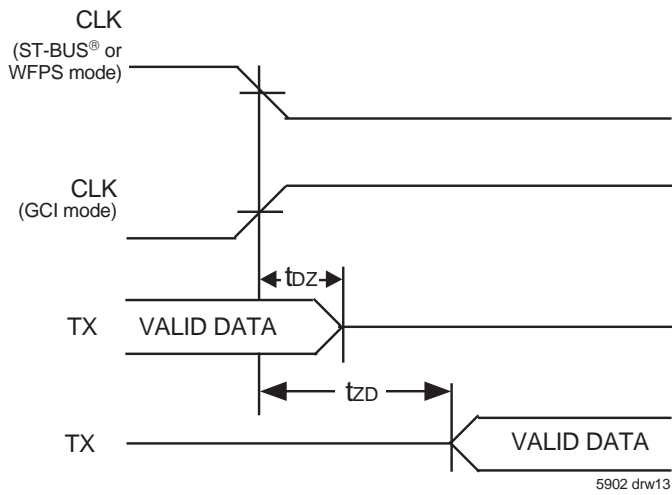 CLK
(ST-BUS® or
WFPS mode)
CLK
(GCI mode)
tDZ
TX VALID DATA
tZD
TX VALID DATA
5902 drw13